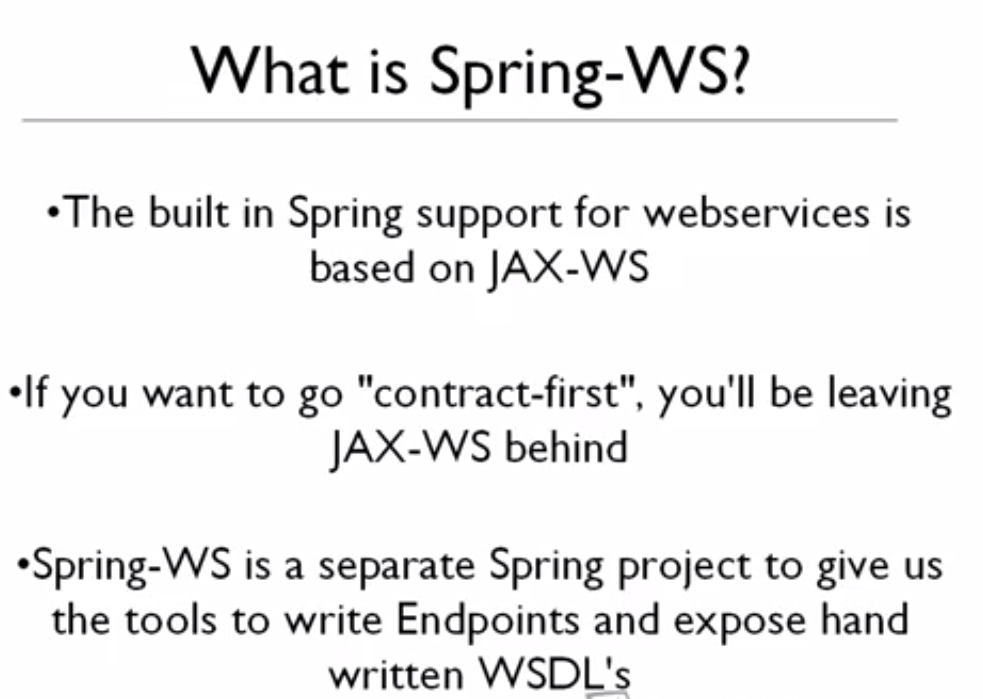 What is Spring-WS?
•The built in Spring support for webservices is
based on JAX-WS
•If you want to go "contract-first", you'll be leaving
JAX-WS behind
•Spring-WS is a separate Spring project to give us
the tools to write Endpoints and expose hand
written WSDL's